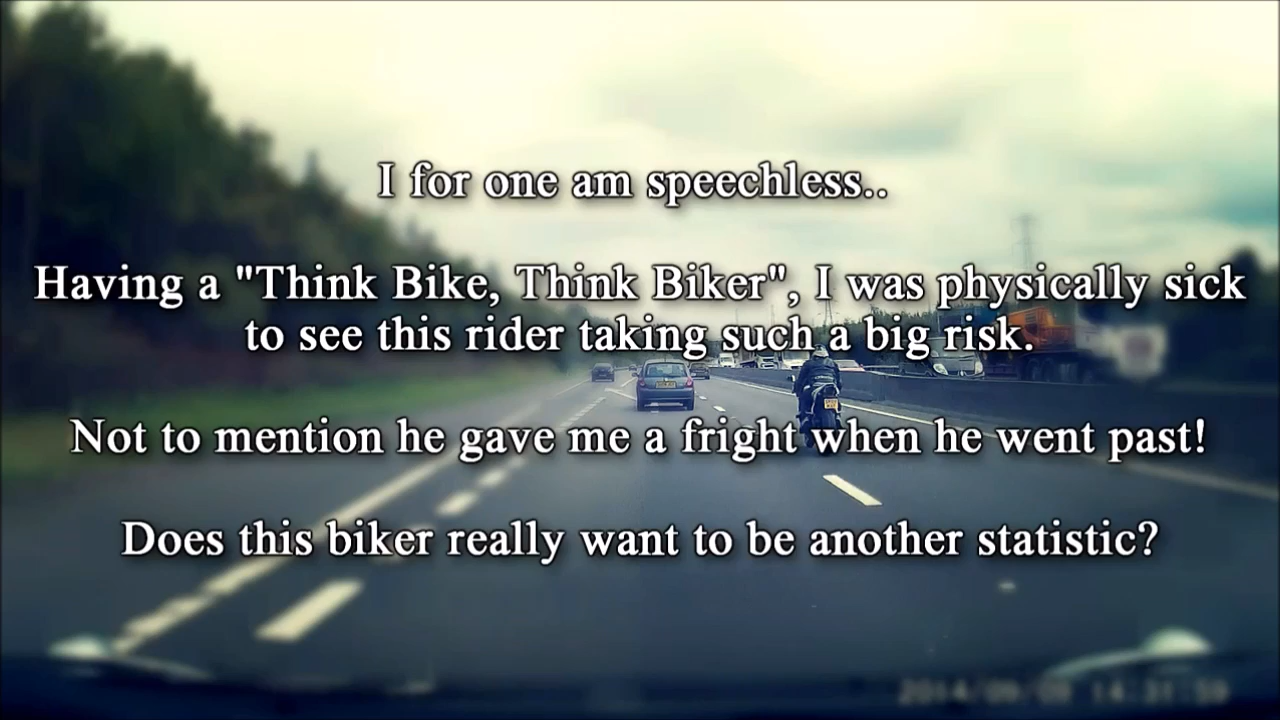 I for one am speechless..
Having a "Think Bike, Think Biker", I was physically sick
to see this rider taking such a big risk.
Not to mention he gave me a fright when he went past!
Does this biker really want to be another statistic?